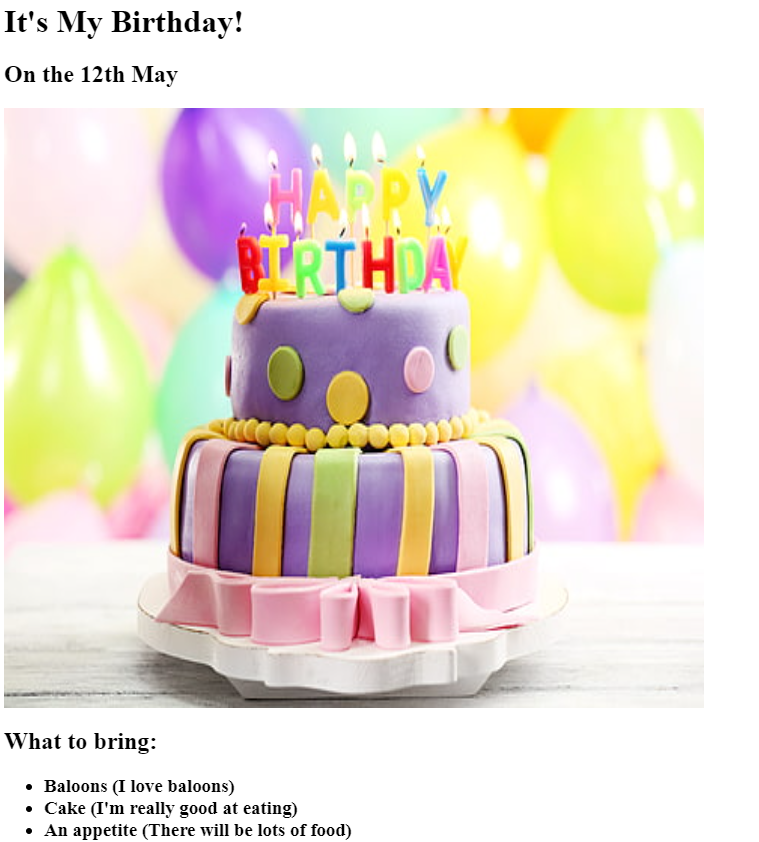 It's My Birthday!
On the 12th May
HAPPY
BIRTHDAY
What to bring:
Baloons (I love baloons)
Cake (I'm really good at eating)
An appetite (There will be lots of food)